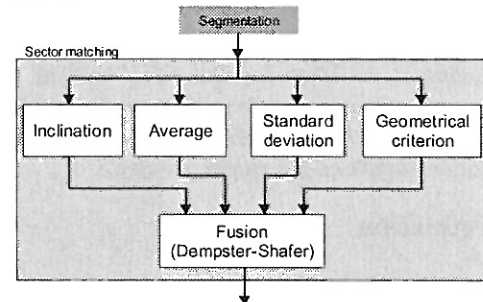 Segmentation
Sector matching
Inclination
Average
Standard
deviation
Geometrical
criterion
Fusion
(Dempster-Shafer)